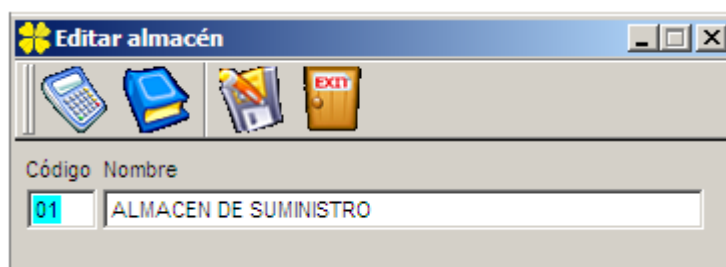 Editar almacén
EXIT
Código Nombre
01 ALMACEN DE SUMINISTRO